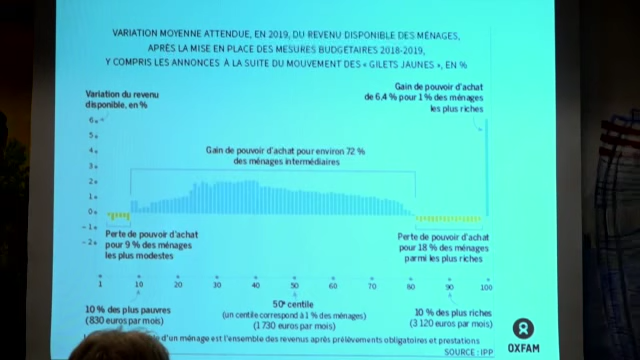 VARIATION MOYENNE ATTENDUE, EN 2019, DU REVENU DISPONIBLE DES MÉNAGES,
APRÈS LA MISE EN PLACE DES MESURES BUDGÉTAIRES 2018-2019,
Y COMPRIS LES ANNONCES À LA SUITE DU MOUVEMENT DES « GILETS JAUNES », EN %
Variation du revenu
disponible, en %
Gain de pouvoir d'achat
de 6,4 % pour 1 % des ménages
les plus riches
6
5
4
3
2
1
0
-1
-2
Gain de pouvoir d'achat pour environ 72 %
des ménages intermédiaires
Perte de pouvoir d'achat
pour 9 % des ménages
les plus modestes
Perte de pouvoir d'achat
pour 18 % des ménages
parmi les plus riches
1 10 20 30 40 50 60 70 80 90 100
10 % des plus pauvres
(830 euros par mois)
50e centile
(un centile correspond à 1 % des ménages)
(1 730 euros par mois)
10 % des plus riches
(3 120 euros par mois)
d'un ménage est l'ensemble des revenus après prélèvements obligatoires et prestations
SOURCE : IPP
OXFAM